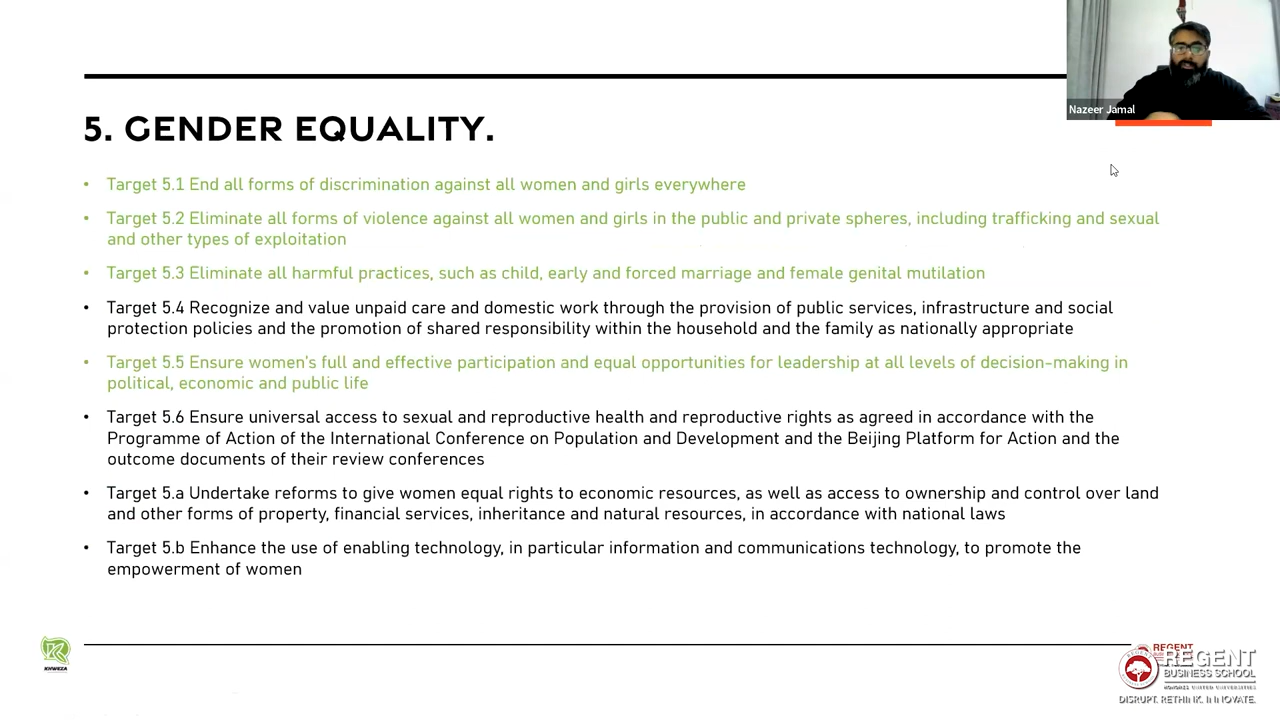 Nazeer Jamal
5. GENDER EQUALITY.
• Target 5.1 End all forms of discrimination against all women and girls everywhere
• Target 5.2 Eliminate all forms of violence against all women and girls in the public and private spheres, including trafficking and sexual
and other types of exploitation
• Target 5.3 Eliminate all harmful practices, such as child, early and forced marriage and female genital mutilation
• Target 5.4 Recognize and value unpaid care and domestic work through the provision of public services, infrastructure and social
protection policies and the promotion of shared responsibility within the household and the family as nationally appropriate
• Target 5.5 Ensure women's full and effective participation and equal opportunities for leadership at all levels of decision-making in
political, economic and public life
• Target 5.6 Ensure universal access to sexual and reproductive health and reproductive rights as agreed in accordance with the
Programme of Action of the International Conference on Population and Development and the Beijing Platform for Action and the
outcome documents of their review conferences
• Target 5.a Undertake reforms to give women equal rights to economic resources, as well as access to ownership and control over land
and other forms of property, financial services, inheritance and natural resources, in accordance with national laws
• Target 5.b Enhance the use of enabling technology, in particular information and communications technology, to promote the
empowerment of women
KHWEZA
REGENT
REGENT
BUSINESS SCHOOL
HONORIS UNITED UNIVERSITIES
DISRUPT. RETHINK. INNOVATE.